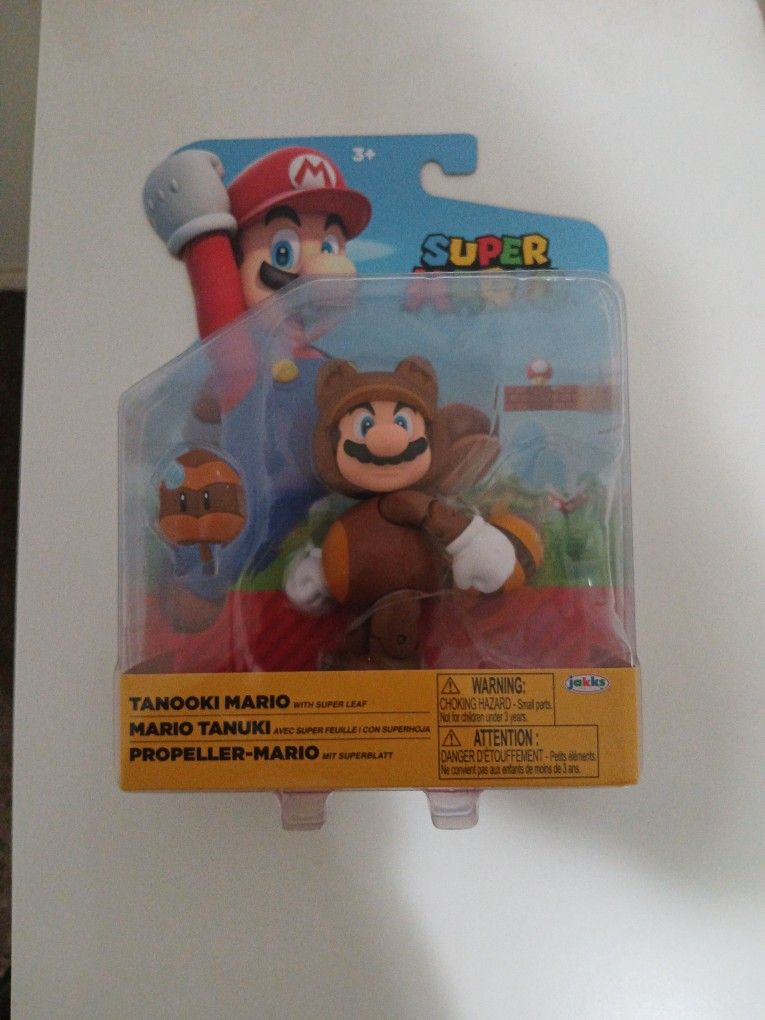 3+
M
SUPER
TANOOKI MARIO WITH SUPER LEAF
MARIO TANUKI AVEC SUPER FEUILLE | CON SUPERHOJA
PROPELLER-MARIO MIT SUPERBLATT
WARNING:
CHOKING HAZARD - Small parts.
Not for children under 3 years.
ATTENTION :
DANGER D'ÉTOUFFEMENT - Petits éléments.
Ne convient pas aux enfants de moins de 3 ans.
jakks